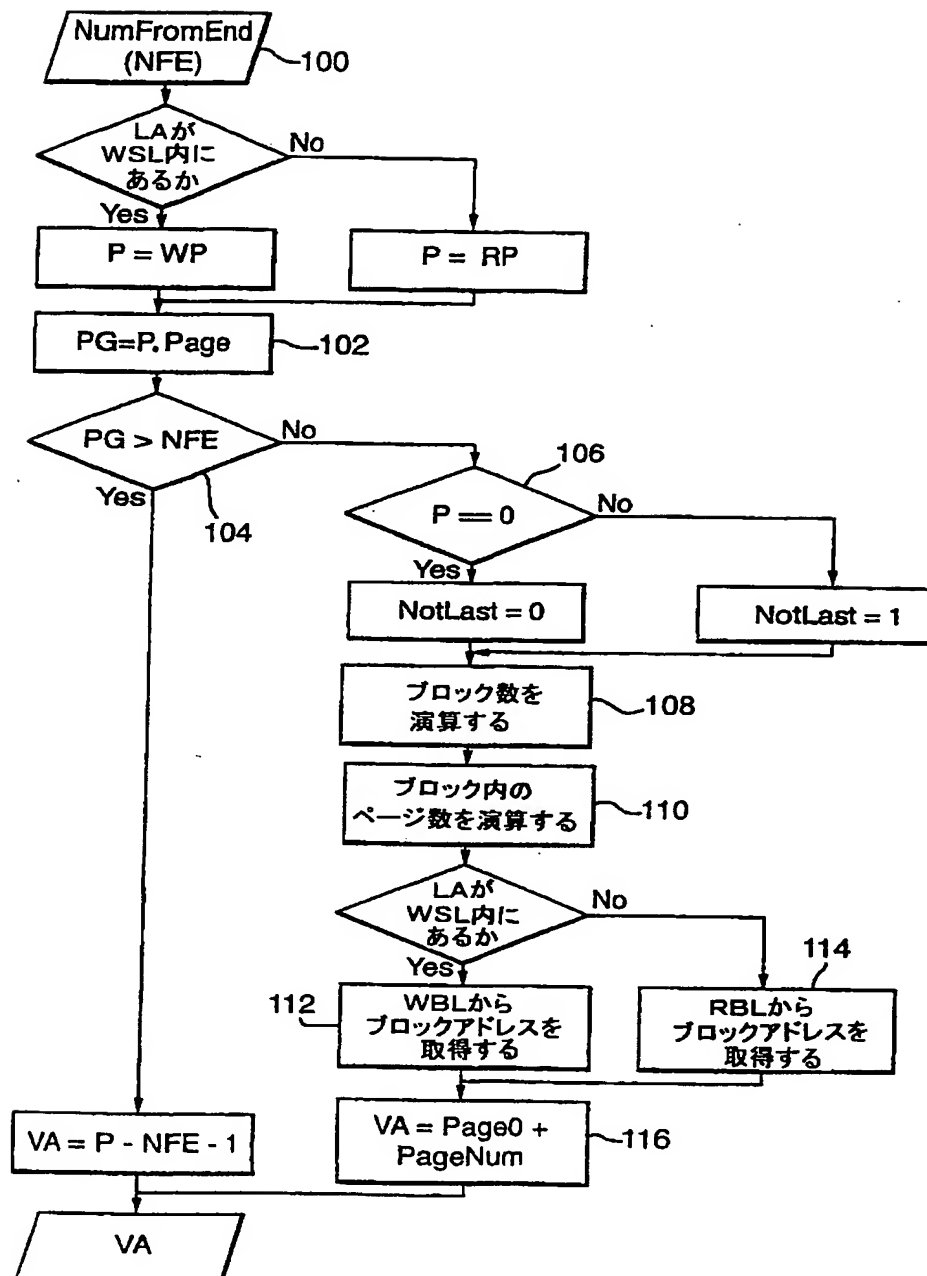 NumFromEnd
(NFE)
100
LAが
WSL内に
あるか
No
Yes
P = WP
P = RP
PG=P.Page
102
PG > NFE
No
Yes
104
106
P == 0
No
Yes
NotLast = 0
NotLast = 1
ブロック数を
演算する
108
ブロック内の
ページ数を演算する
110
LAが
WSL内に
あるか
No
Yes
112
WBLから
ブロックアドレスを
取得する
114
RBLから
ブロックアドレスを
取得する
VA = P - NFE - 1
VA = Page0 +
PageNum
116
VA